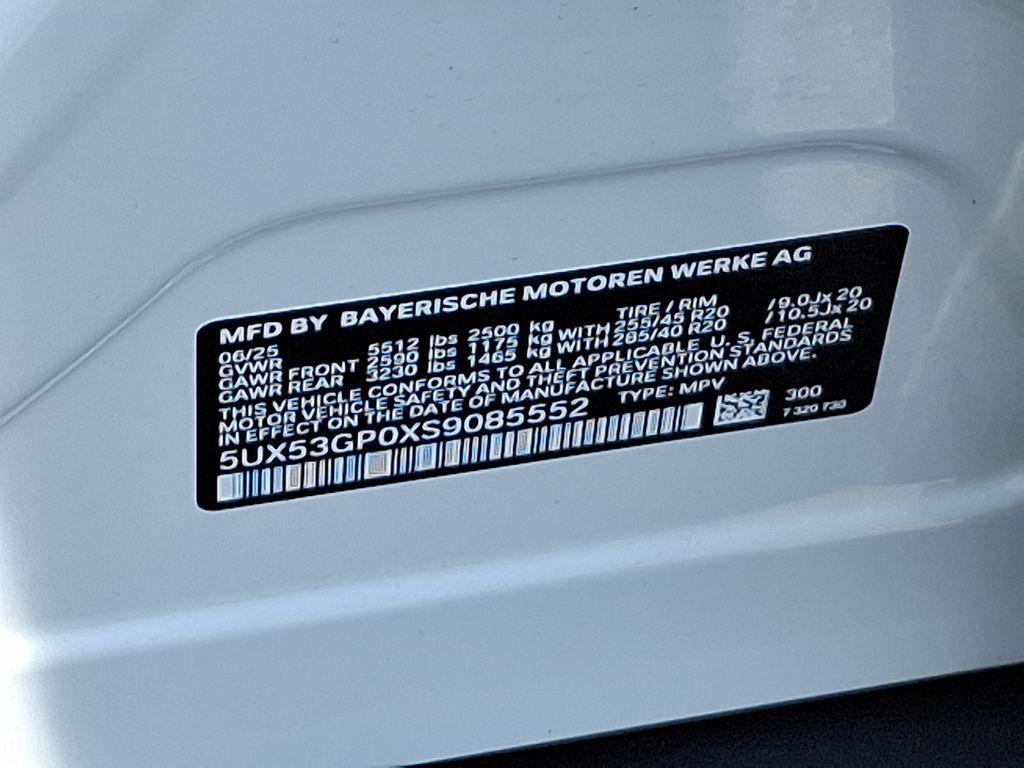 MFD BY BAYERISCHE MOTOREN WERKE AG
06/25
GVWR 5512 lbs 2500 kg TIRE / RIM
GAWR FRONT 2590 lbs 1175 kg WITH 255/45 R20 /9.0Jx 20
GAWR REAR 3230 lbs 1465 kg WITH 285/40 R20 /10.5Jx 20
THIS VEHICLE CONFORMS TO ALL APPLICABLE U. S. FEDERAL
MOTOR VEHICLE SAFETY AND THEFT PREVENTION STANDARDS
IN EFFECT ON THE DATE OF MANUFACTURE SHOWN ABOVE.
5UX53GP0XS9085552 TYPE: MPV 300